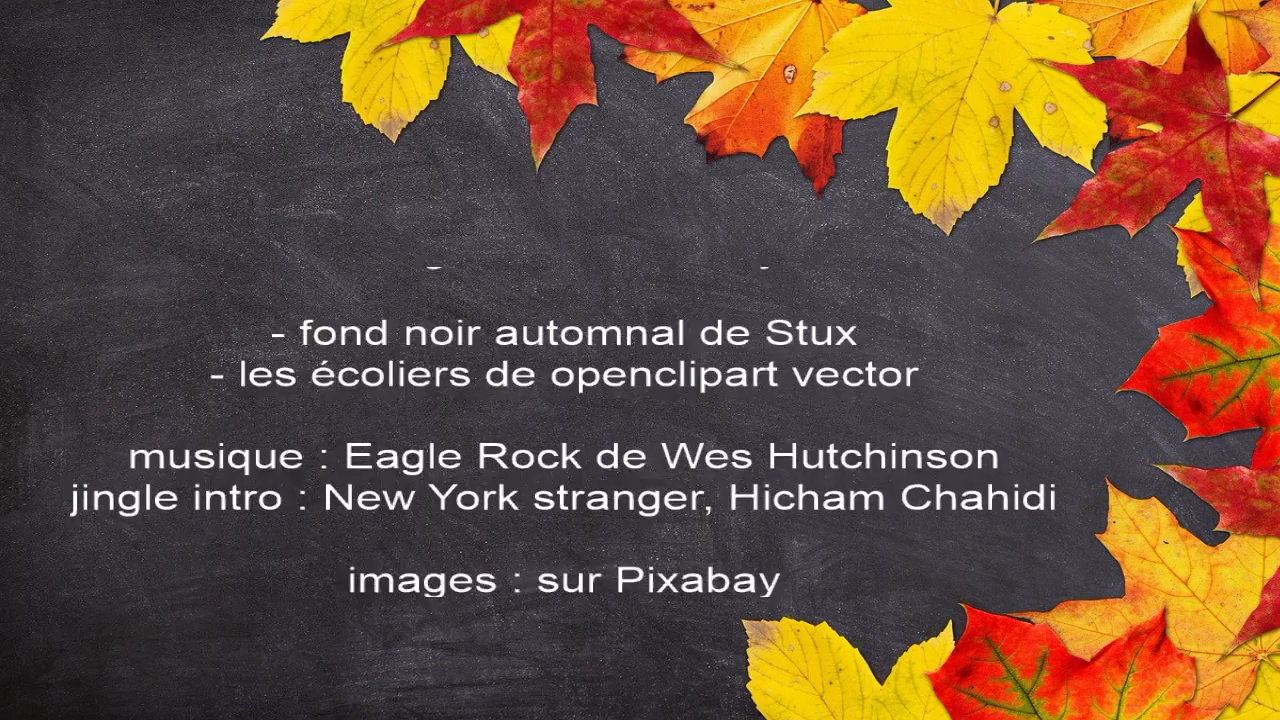 - fond noir automnal de Stux
- les écoliers de openclipart vector
musique : Eagle Rock de Wes Hutchinson
jingle intro : New York stranger, Hicham Chahidi
images : sur Pixabay